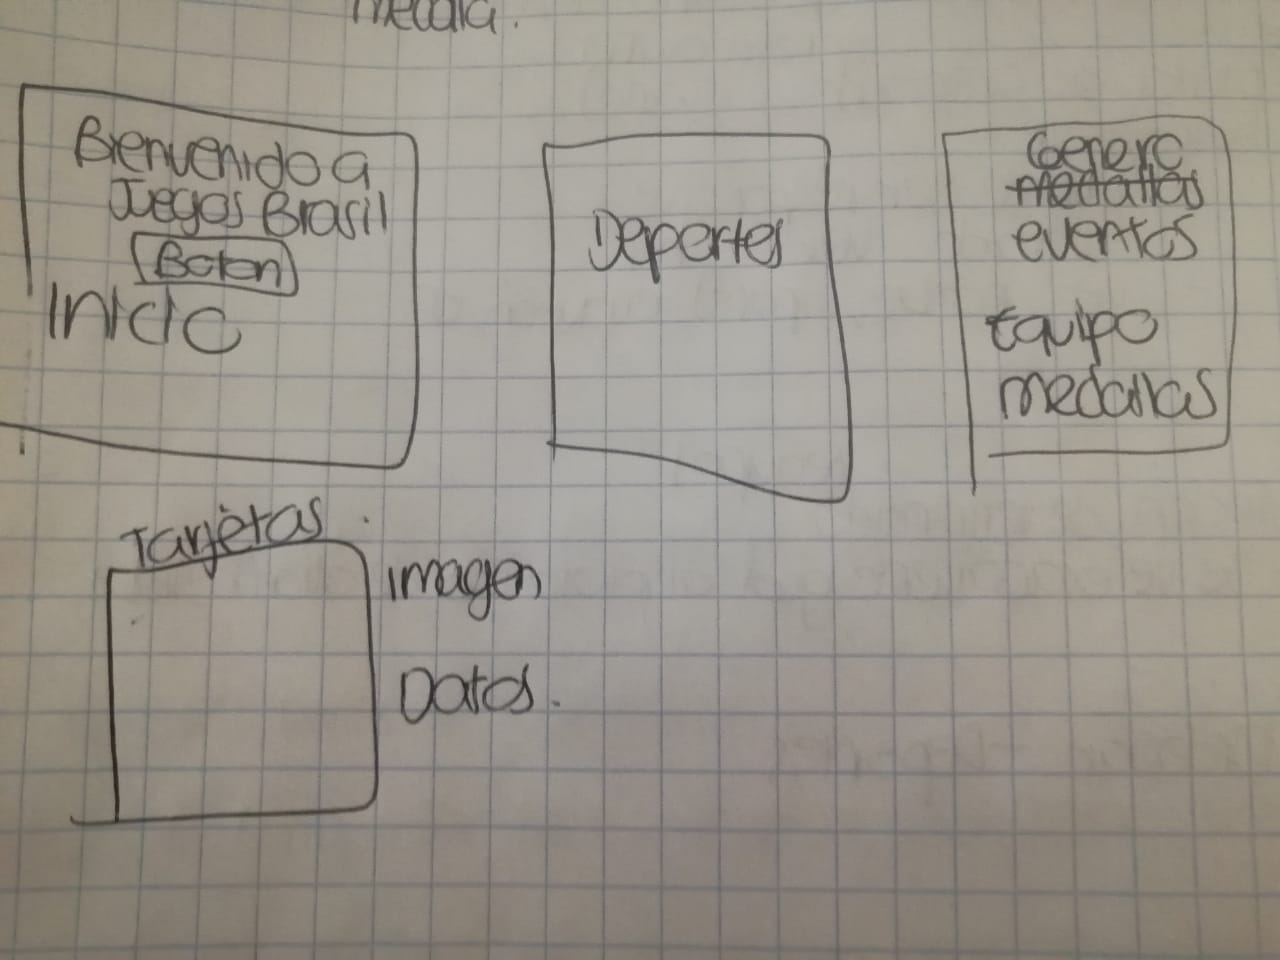 medalla.
Bienvenido a
Juegos Brasil
Boton
Inicio
Deportes
Genero
medallas
eventos
equipo
medallas
Tarjetas.
imagen
Datos.